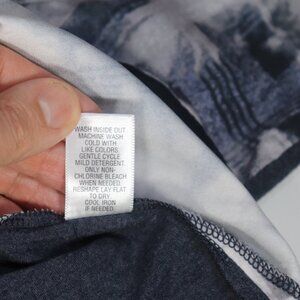 WASH INSIDE OUT
MACHINE WASH
COLD WITH
LIKE COLORS,
GENTLE CYCLE
MILD DETERGENT.
ONLY NON-
CHLORINE BLEACH
WHEN NEEDED.
RESHAPE LAY FLAT
TO DRY
COOL IRON
IF NEEDED.